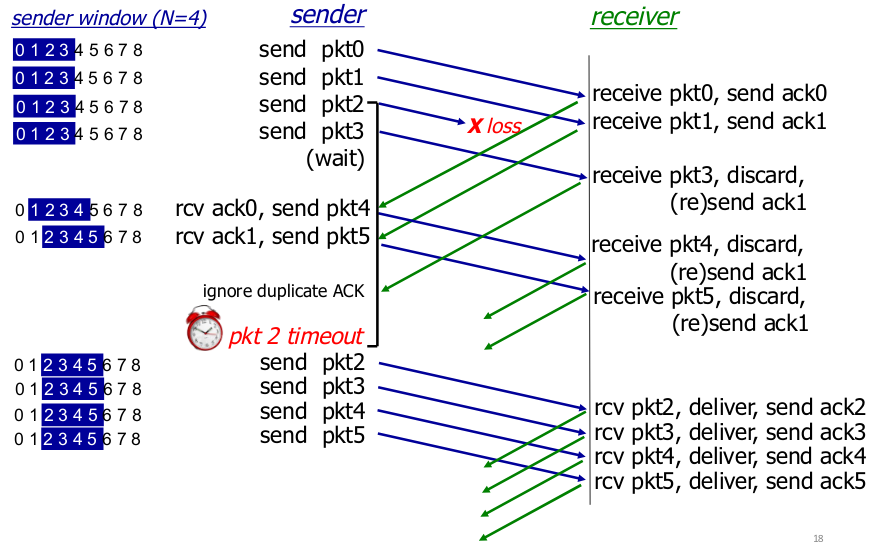 sender window (N=4) sender receiver
0 1 2 3 4 5 6 7 8 send pkt0
0 1 2 3 4 5 6 7 8 send pkt1
receive pkt0, send ack0
0 1 2 3 4 5 6 7 8 send pkt2
X loss
receive pkt1, send ack1
0 1 2 3 4 5 6 7 8 send pkt3
(wait)
receive pkt3, discard,
(re)send ack1
0 1 2 3 4 5 6 7 8 rcv ack0, send pkt4
0 1 2 3 4 5 6 7 8 rcv ack1, send pkt5
receive pkt4, discard,
(re)send ack1
ignore duplicate ACK
receive pkt5, discard,
(re)send ack1
pkt 2 timeout
0 1 2 3 4 5 6 7 8 send pkt2
0 1 2 3 4 5 6 7 8 send pkt3
0 1 2 3 4 5 6 7 8 send pkt4
rcv pkt2, deliver, send ack2
0 1 2 3 4 5 6 7 8 send pkt5
rcv pkt3, deliver, send ack3
rcv pkt4, deliver, send ack4
rcv pkt5, deliver, send ack5
18